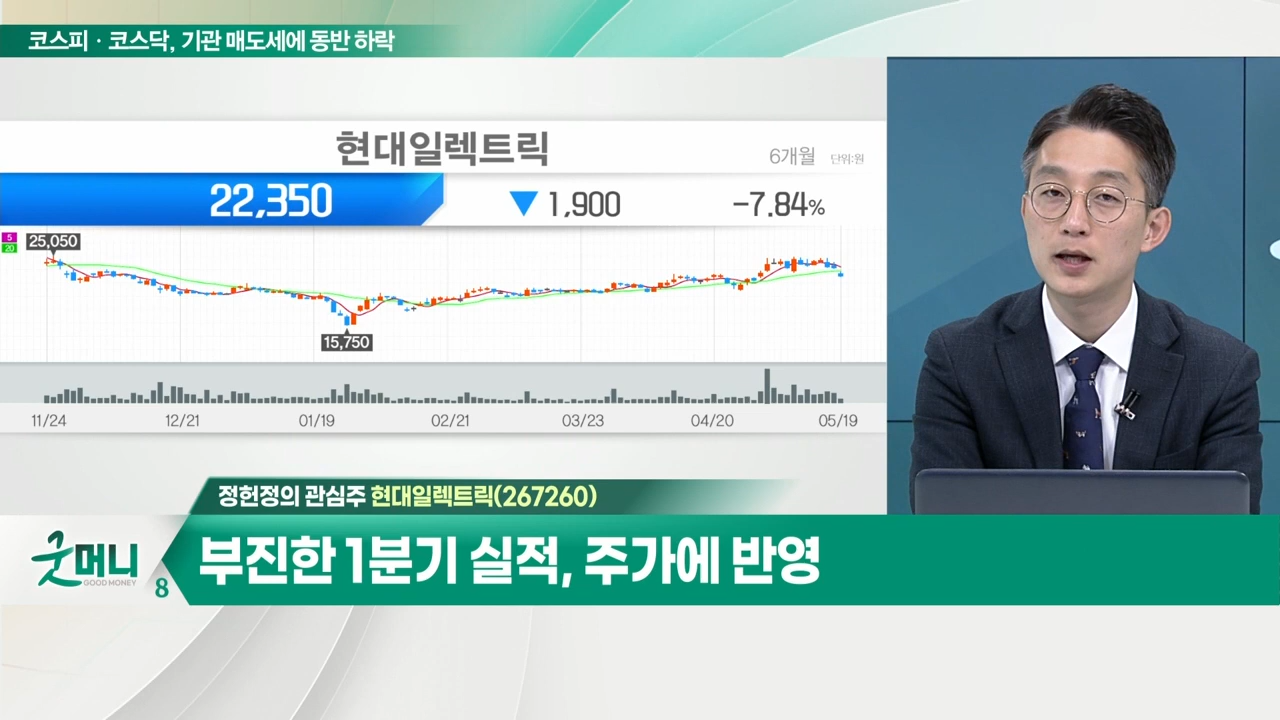 코스피 · 코스닥, 기관 매도세에 동반 하락
현대일렉트릭
6개월 단위:원
22,350 ▼ 1,900 -7.84%
5
20
25,050
15,750
11/24 12/21 01/19 02/21 03/23 04/20 05/19
정헌정의 관심주 현대일렉트릭(267260)
굿머니
GOOD MONEY
8
부진한 1분기 실적, 주가에 반영